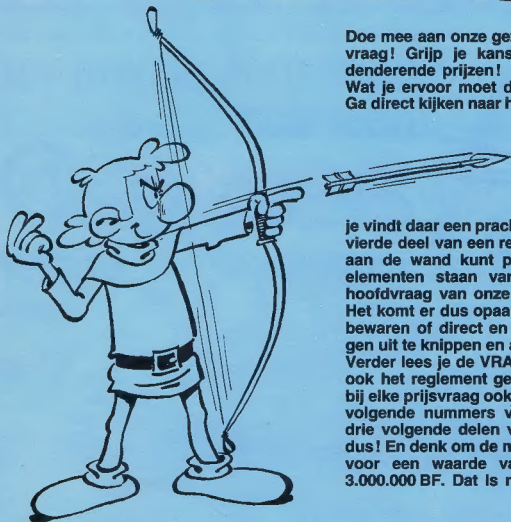 Doe mee aan onze ge
vraag! Grijp je kans
denderende prijzen!
Wat je ervoor moet d
Ga direct kijken naar h
je vindt daar een prach
vierde deel van een re
aan de wand kunt p
elementen staan van
hoofdvraag van onze
Het komt er dus opaa
bewaren of direct en
gen uit te knippen en a
Verder lees je de VRA
ook het reglement ge
bij elke prijsvraag ook
volgende nummers v
drie volgende delen v
dus! En denk om de m
voor een waarde va
3.000.000 BF. Dat is n